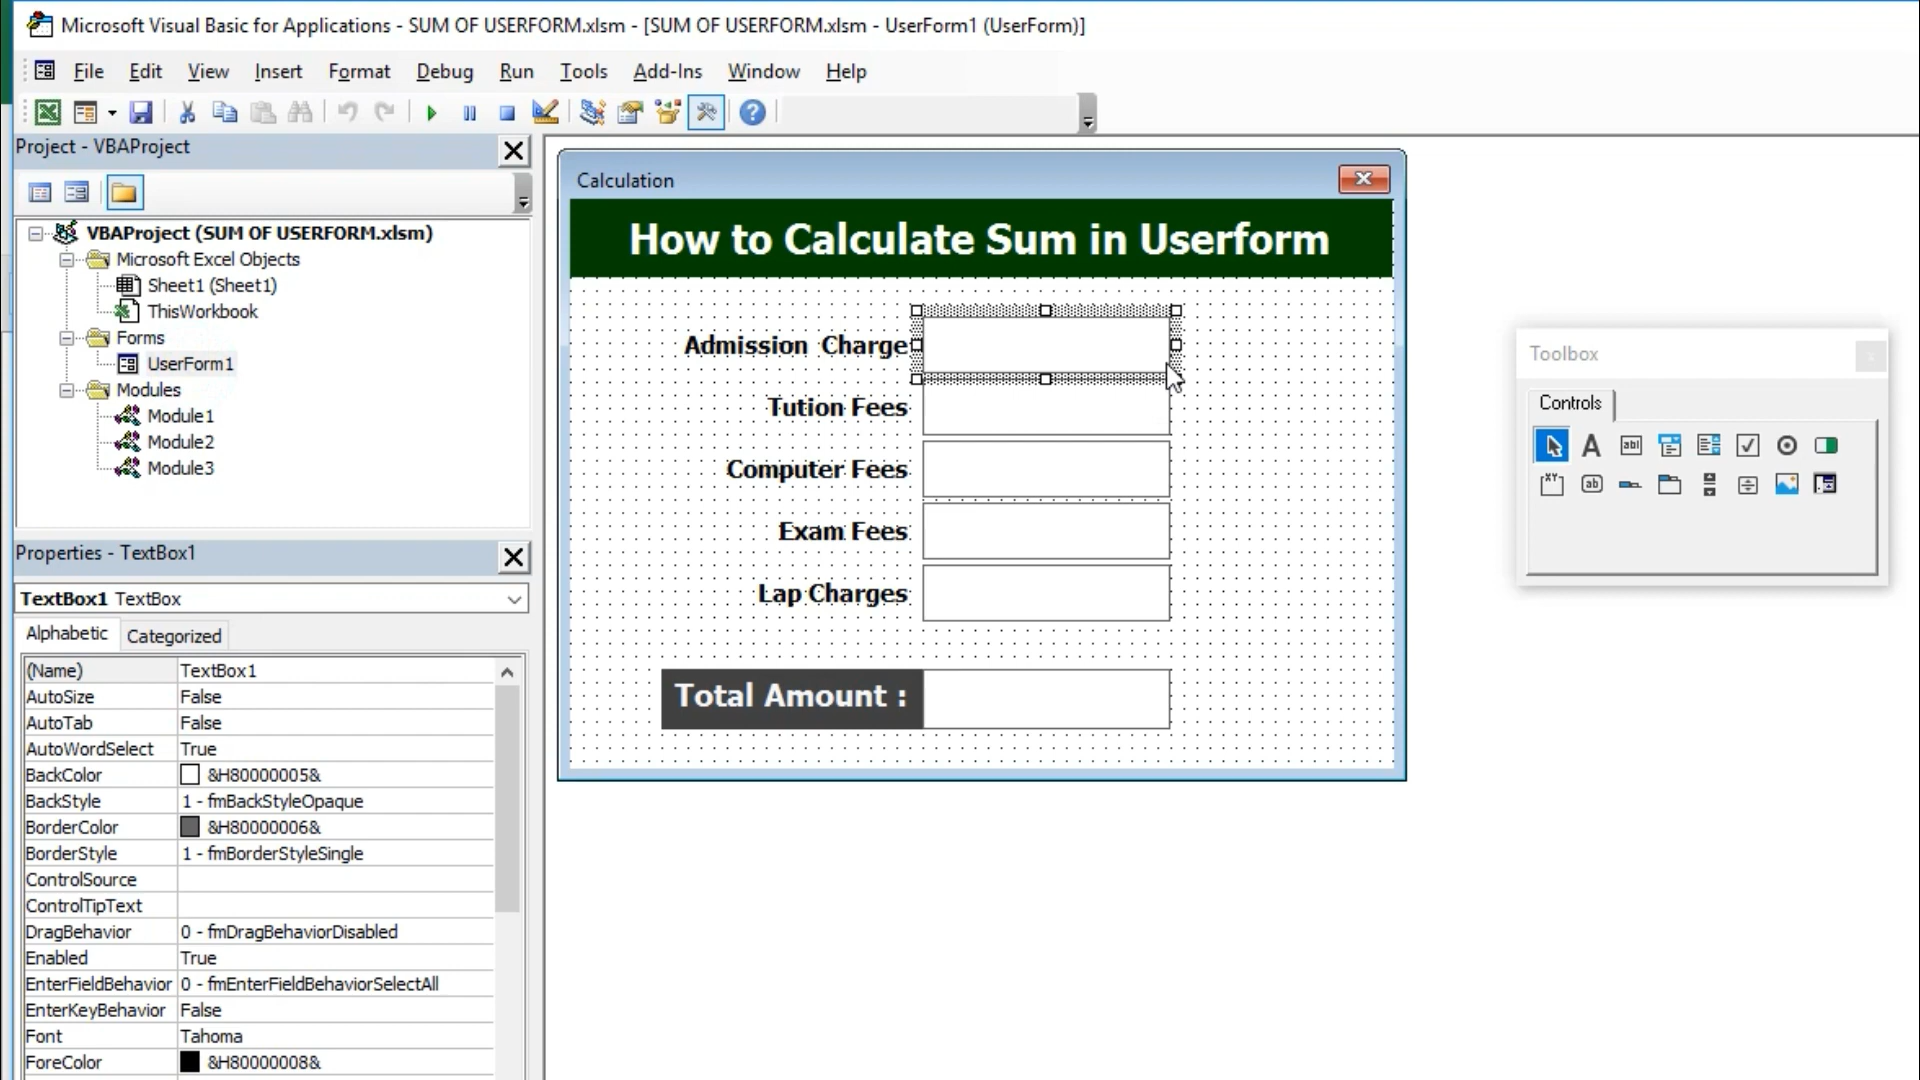 Microsoft Visual Basic for Applications - SUM OF USERFORM.xlsm - [SUM OF USERFORM.xlsm - UserForm1 (UserForm)]
File Edit View Insert Format Debug Run Tools Add-Ins Window Help
Project - VBAProject
VBAProject (SUM OF USERFORM.xlsm)
Microsoft Excel Objects
Sheet1 (Sheet1)
ThisWorkbook
Forms
UserForm1
Modules
Module1
Module2
Module3
Properties - TextBox1
TextBox1 TextBox
Alphabetic Categorized
(Name) TextBox1
AutoSize False
AutoTab False
AutoWordSelect True
BackColor &H80000005&
BackStyle 1 - fmBackStyleOpaque
BorderColor &H80000006&
BorderStyle 1 - fmBorderStyleSingle
ControlSource
ControlTipText
DragBehavior 0 - fmDragBehaviorDisabled
Enabled True
EnterFieldBehavior 0 - fmEnterFieldBehaviorSelectAll
EnterKeyBehavior False
Font Tahoma
ForeColor &H80000008&
Calculation
How to Calculate Sum in Userform
Admission Charge
Tution Fees
Computer Fees
Exam Fees
Lap Charges
Total Amount :
Toolbox
Controls